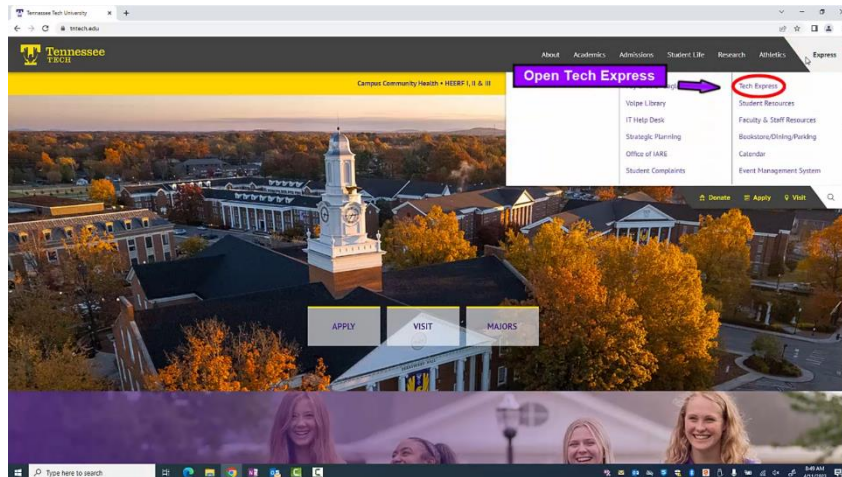 Tennessee Tech University
tntech.edu
Tennessee
TECH
About Academics Admissions Student Life Research Athletics Express
Campus Community Health • HEERF I, II & III
Open Tech Express
Tech Express
Volpe Library
Student Resources
IT Help Desk
Faculty & Staff Resources
Strategic Planning
Bookstore/Dining/Parking
Office of IARE
Calendar
Student Complaints
Event Management System
Donate Apply Visit
APPLY VISIT MAJORS
Type here to search
8:49 AM